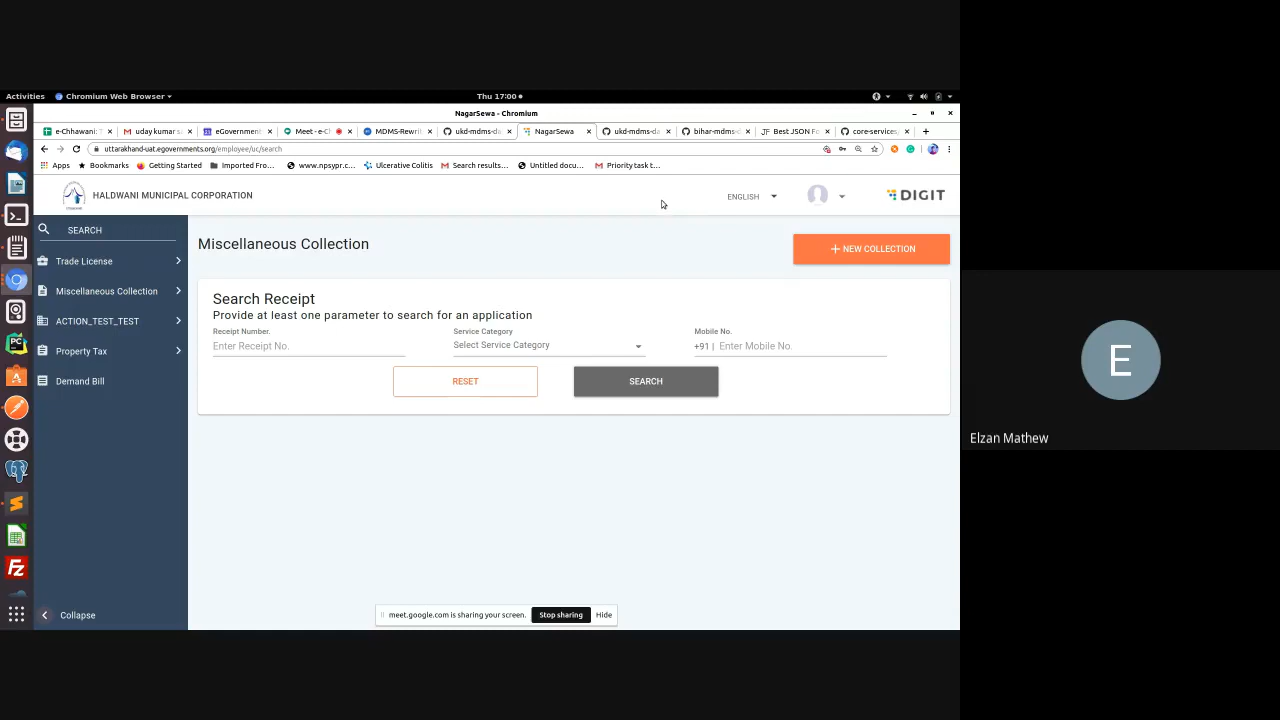 Activities Chromium Web Browser Thu 17:00
NagarSewa - Chromium
e-Chhawani: T uday kumar s eGovernment Meet - e-C MDMS-Rewri ukd-mdms-da NagarSewa ukd-mdms-da bihar-mdms-d Best JSON Fo core-services
uttarakhand-uat.egovernments.org/employee/uc/search
Apps Bookmarks Getting Started Imported Fro... www.npsypr.c... Ulcerative Colitis Search results... Untitled docu... Priority task t...
HALDWANI MUNICIPAL CORPORATION ENGLISH DIGIT
SEARCH
Trade License
Miscellaneous Collection
ACTION_TEST_TEST
Property Tax
Demand Bill
Collapse
Miscellaneous Collection
+ NEW COLLECTION
Search Receipt
Provide at least one parameter to search for an application
Receipt Number. Service Category Mobile No.
Enter Receipt No. Select Service Category +91 | Enter Mobile No.
RESET SEARCH
meet.google.com is sharing your screen. Stop sharing Hide
E
Elzan Mathew
PC
Fz